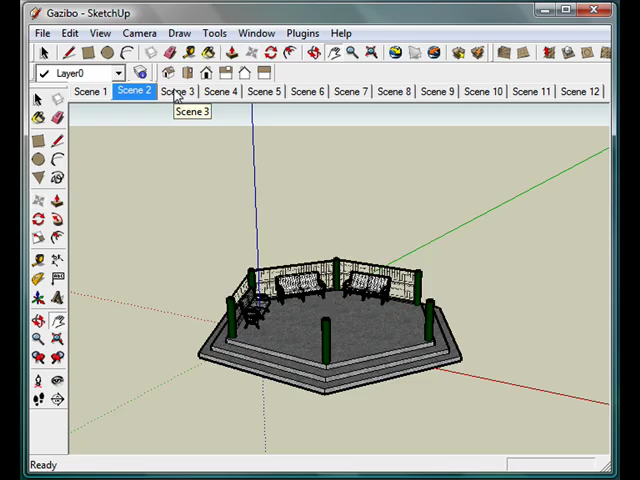 Gazibo - SketchUp
File Edit View Camera Draw Tools Window Plugins Help
Layer0
Scene 1 Scene 2 Scene 3 Scene 4 Scene 5 Scene 6 Scene 7 Scene 8 Scene 9 Scene 10 Scene 11 Scene 12
Scene 3
Ready